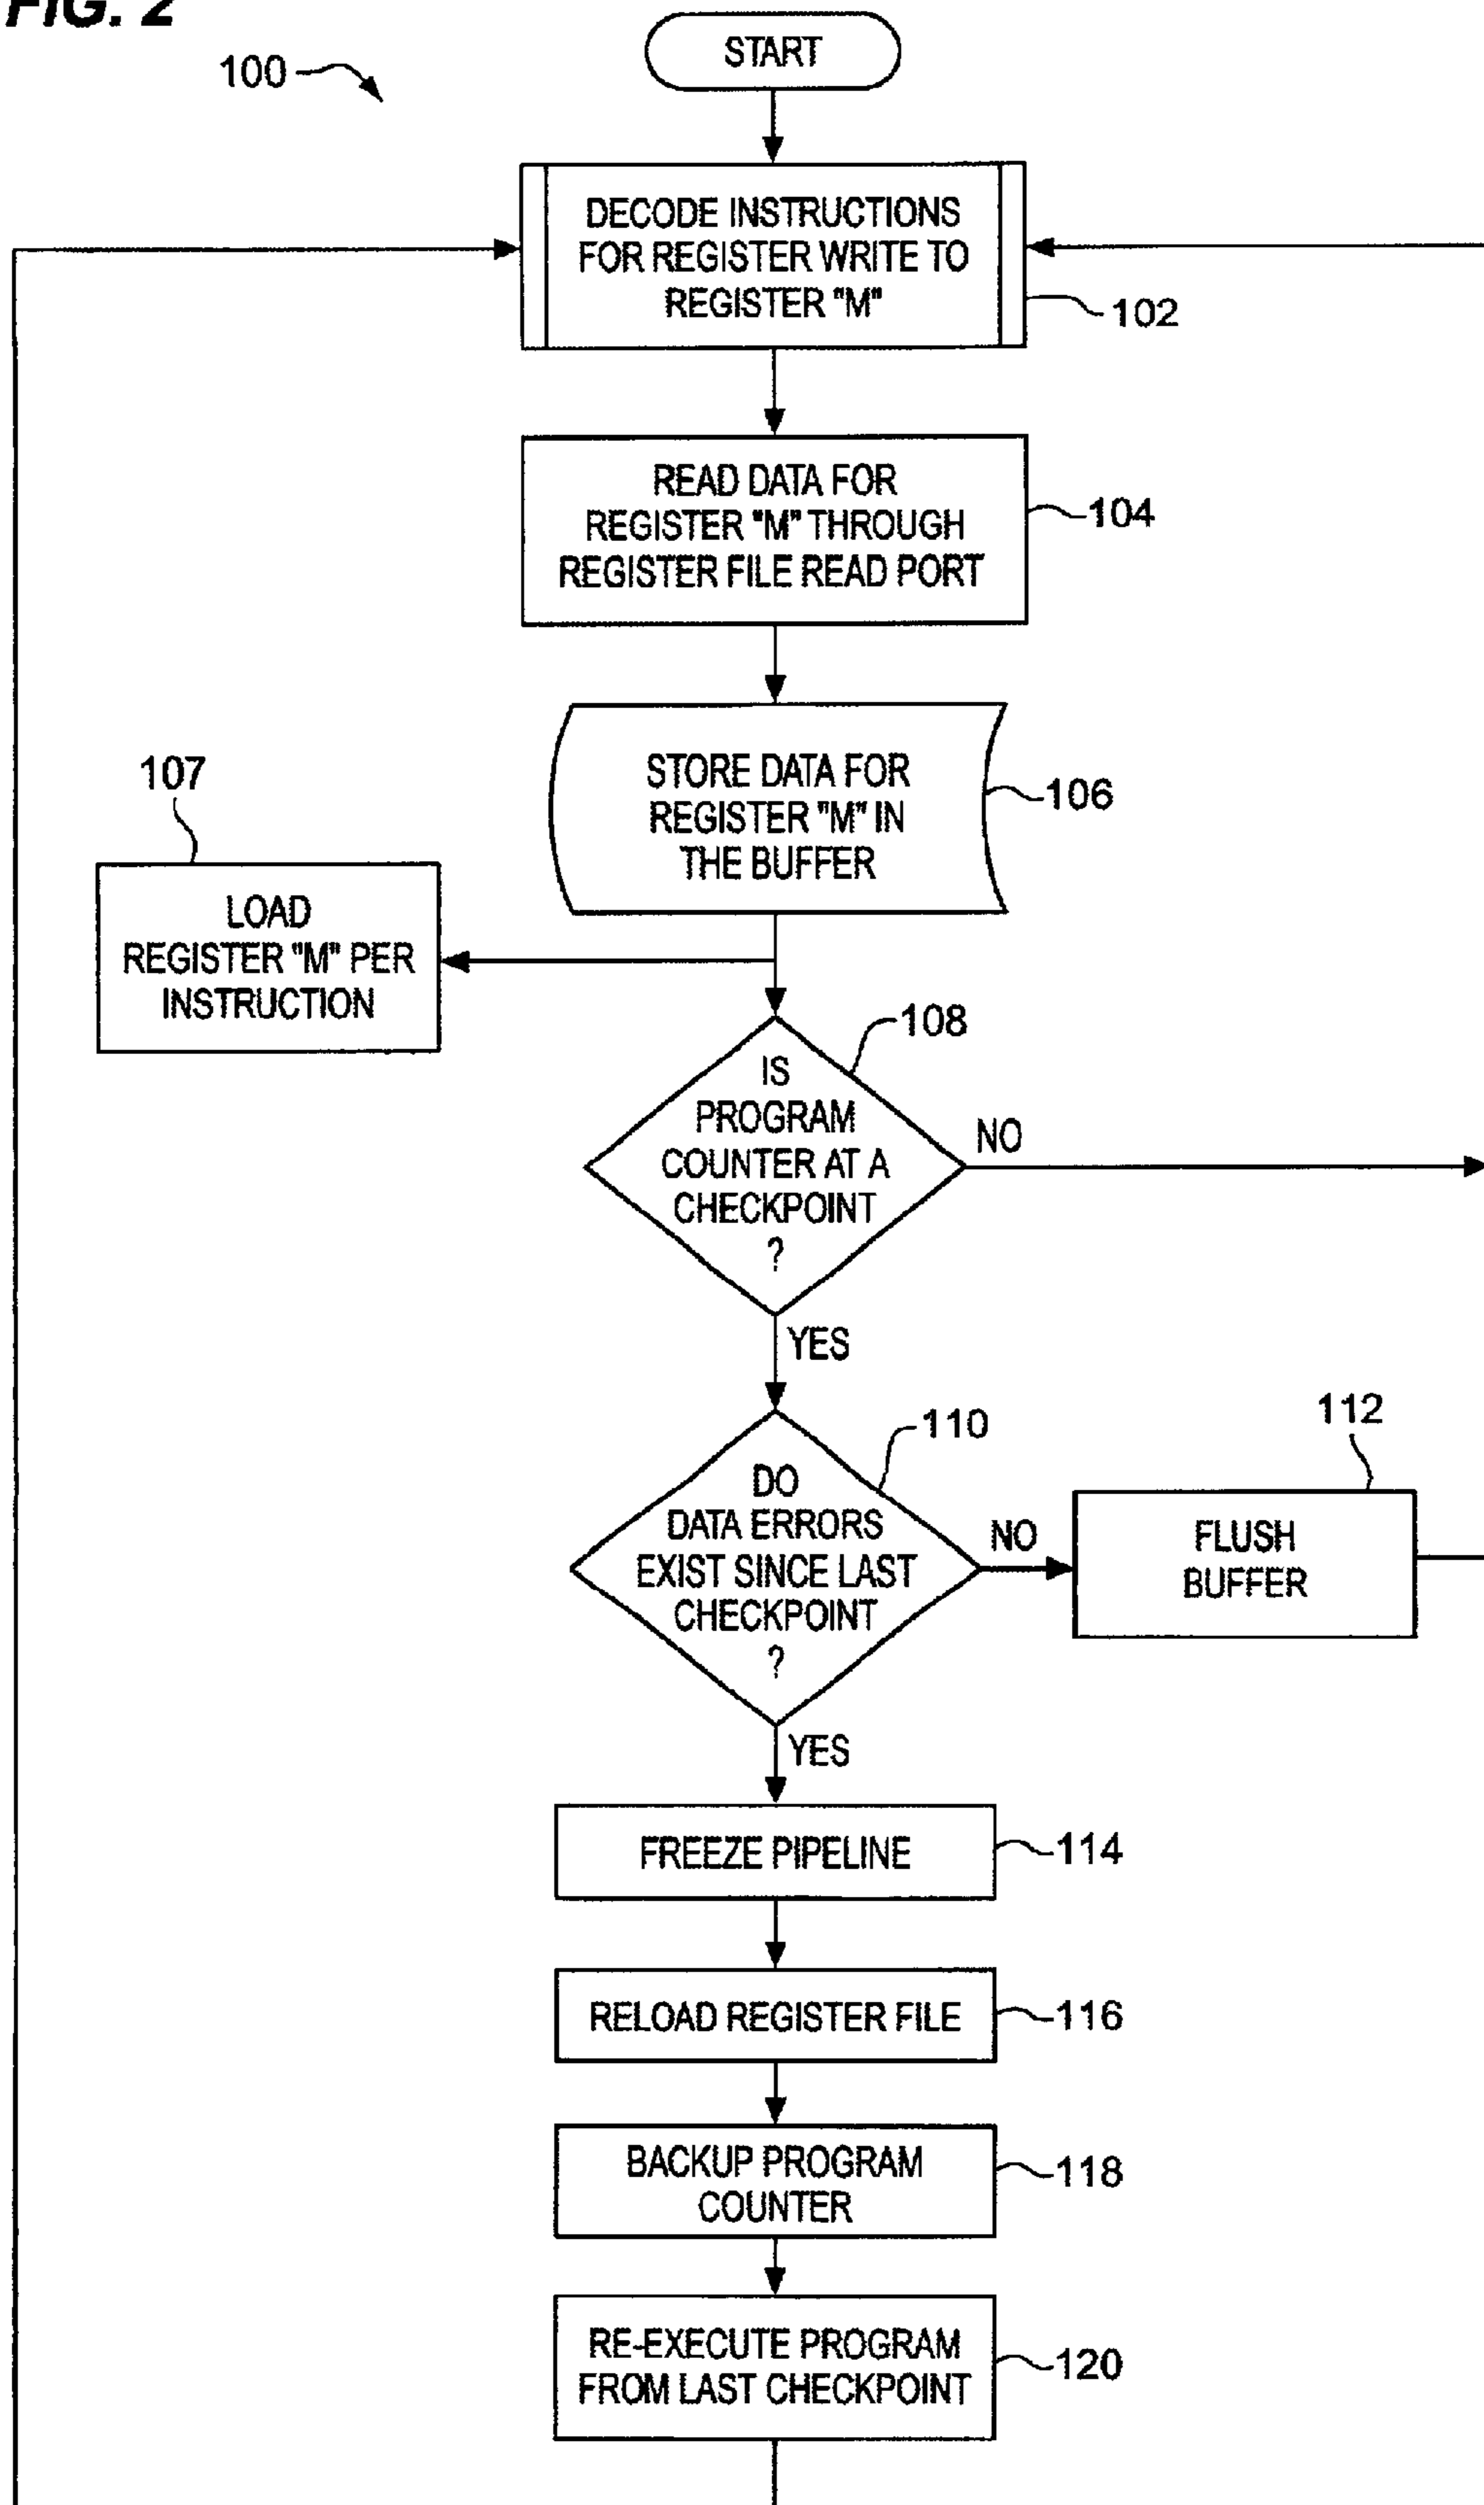 FIG. 2
100
START
DECODE INSTRUCTIONS
FOR REGISTER WRITE TO
REGISTER "M"
102
READ DATA FOR
REGISTER "M" THROUGH
REGISTER FILE READ PORT
104
STORE DATA FOR
REGISTER "M" IN
THE BUFFER
106
107
LOAD
REGISTER "M" PER
INSTRUCTION
108
IS
PROGRAM
COUNTER AT A
CHECKPOINT
?
NO
YES
110
DO
DATA ERRORS
EXIST SINCE LAST
CHECKPOINT
?
NO
112
FLUSH
BUFFER
YES
FREEZE PIPELINE
114
RELOAD REGISTER FILE
116
BACKUP PROGRAM
COUNTER
118
RE-EXECUTE PROGRAM
FROM LAST CHECKPOINT
120